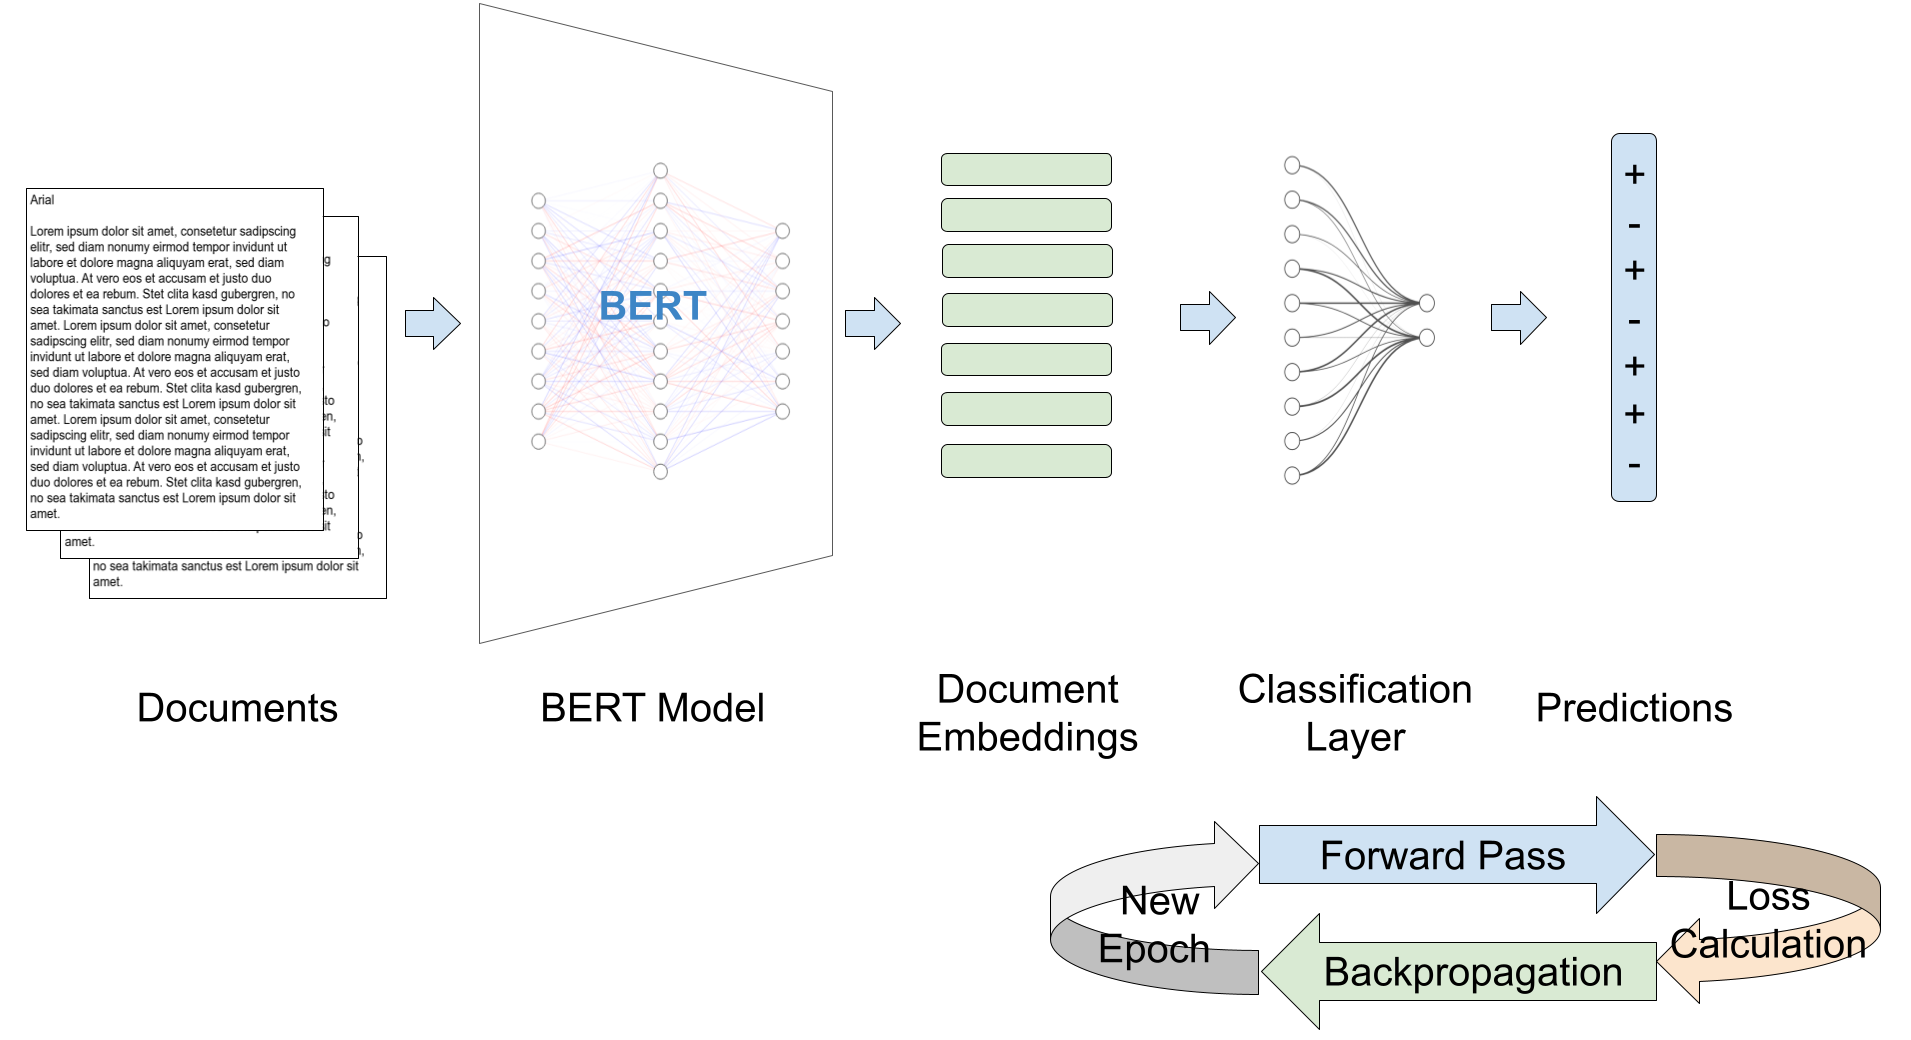 Arial
Lorem ipsum dolor sit amet, consetetur sadipscing
elitr, sed diam nonumy eirmod tempor invidunt ut
labore et dolore magna aliquyam erat, sed diam
voluptua. At vero eos et accusam et justo duo
dolores et ea rebum. Stet clita kasd gubergren, no
sea takimata sanctus est Lorem ipsum dolor sit
amet. Lorem ipsum dolor sit amet, consetetur
sadipscing elitr, sed diam nonumy eirmod tempor
invidunt ut labore et dolore magna aliquyam erat,
sed diam voluptua. At vero eos et accusam et justo
duo dolores et ea rebum. Stet clita kasd gubergren,
no sea takimata sanctus est Lorem ipsum dolor sit
amet. Lorem ipsum dolor sit amet, consetetur
sadipscing elitr, sed diam nonumy eirmod tempor
invidunt ut labore et dolore magna aliquyam erat,
sed diam voluptua. At vero eos et accusam et justo
duo dolores et ea rebum. Stet clita kasd gubergren,
no sea takimata sanctus est Lorem ipsum dolor sit
amet.
amet.
no sea takimata sanctus est Lorem ipsum dolor sit
amet.
BERT
+
-
+
-
+
+
-
Documents
BERT Model
Document
Embeddings
Classification
Layer
Predictions
Forward Pass
New
Epoch
Loss
Calculation
Backpropagation